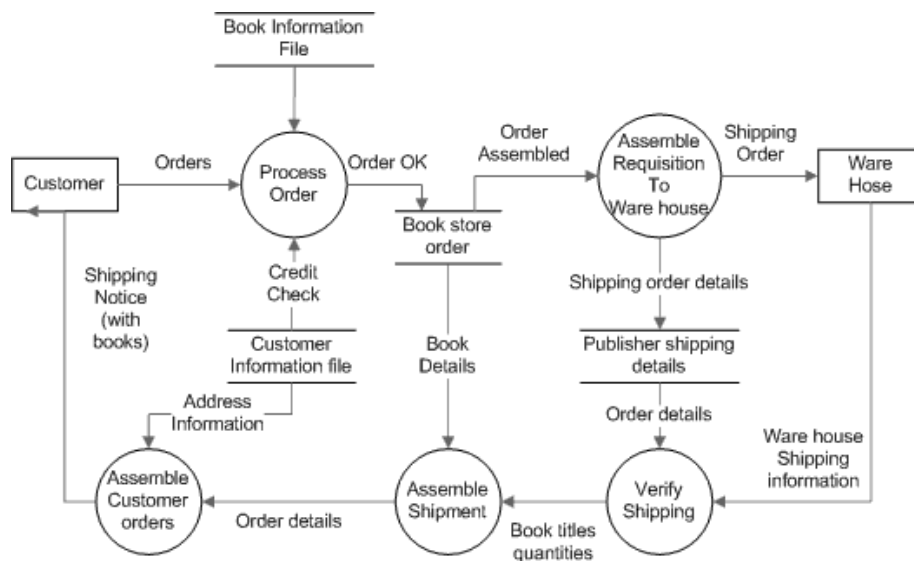 Book Information
File
Orders
Customer
Process
Order
Order OK
Order
Assembled
Assemble
Requisition
To
Ware house
Shipping
Order
Ware
Hose
Book store
order
Shipping
Notice
(with
books)
Credit
Check
Customer
Information file
Address
Information
Book
Details
Shipping order details
Publisher shipping
details
Order details
Ware house
Shipping
information
Assemble
Customer
orders
Order details
Assemble
Shipment
Book titles
quantities
Verify
Shipping